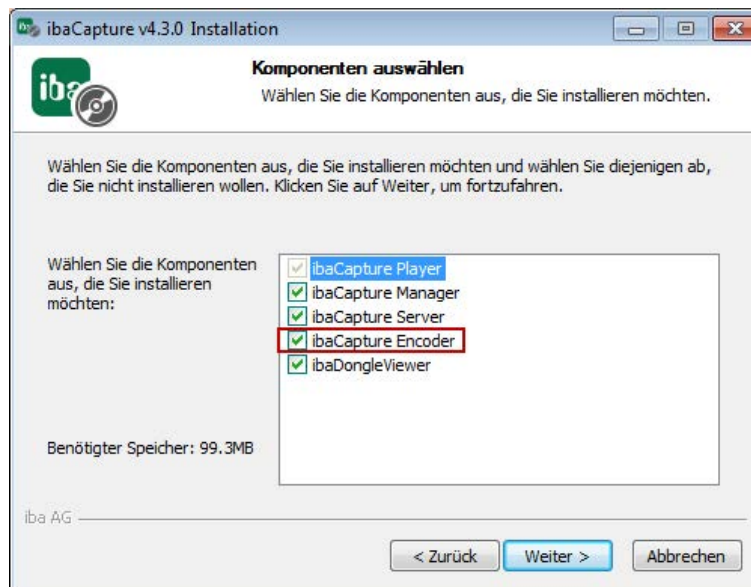 ibaCapture v4.3.0 Installation
iba
Komponenten auswählen
Wählen Sie die Komponenten aus, die Sie installieren möchten.
Wählen Sie die Komponenten aus, die Sie installieren möchten und wählen Sie diejenigen ab,
die Sie nicht installieren wollen. Klicken Sie auf Weiter, um fortzufahren.
Wählen Sie die Komponenten
aus, die Sie installieren
möchten:
ibaCapture Player
ibaCapture Manager
ibaCapture Server
ibaCapture Encoder
ibaDongleViewer
Benötigter Speicher: 99.3MB
iba AG
< Zurück
Weiter >
Abbrechen